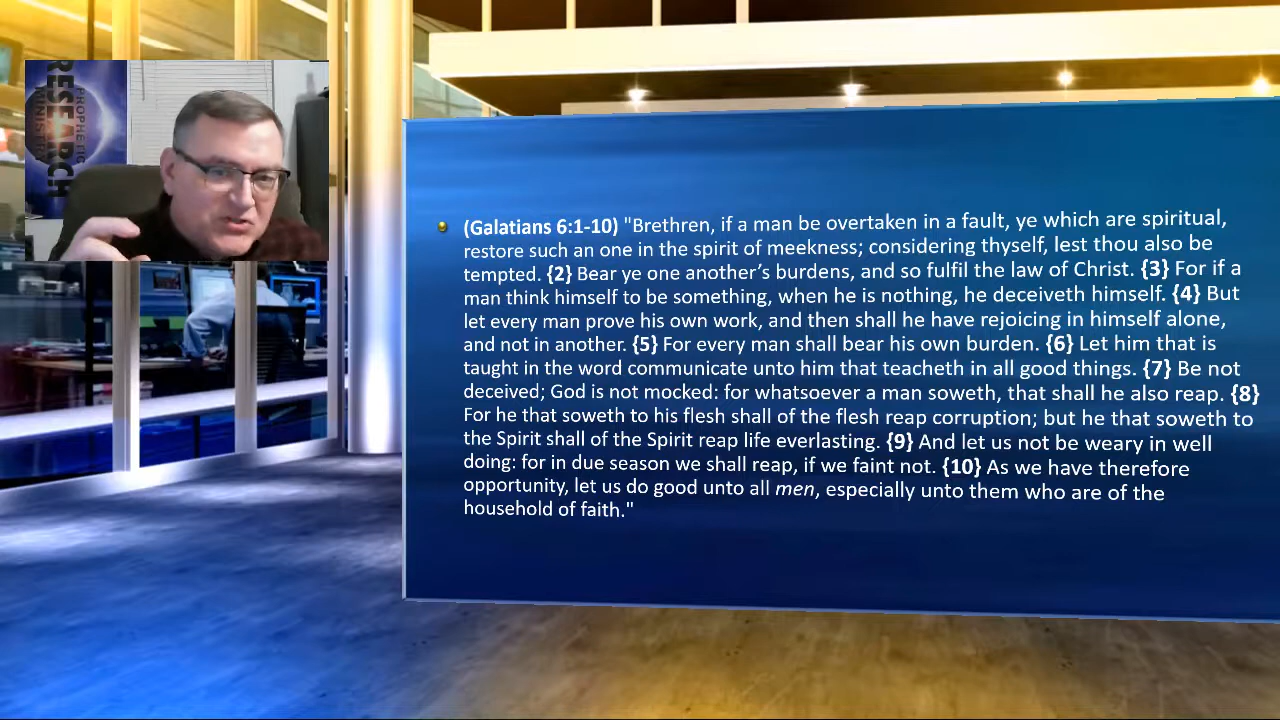 RESEARCH
PROPHETIC
(Galatians 6:1-10) "Brethren, if a man be overtaken in a fault, ye which are spiritual,
restore such an one in the spirit of meekness; considering thyself, lest thou also be
tempted. {2} Bear ye one another’s burdens, and so fulfil the law of Christ. {3} For if a
man think himself to be something, when he is nothing, he deceiveth himself. {4} But
let every man prove his own work, and then shall he have rejoicing in himself alone,
and not in another. {5} For every man shall bear his own burden. {6} Let him that is
taught in the word communicate unto him that teacheth in all good things. {7} Be not
deceived; God is not mocked: for whatsoever a man soweth, that shall he also reap. {8}
For he that soweth to his flesh shall of the flesh reap corruption; but he that soweth to
the Spirit shall of the Spirit reap life everlasting. {9} And let us not be weary in well
doing: for in due season we shall reap, if we faint not. {10} As we have therefore
opportunity, let us do good unto all men, especially unto them who are of the
household of faith."